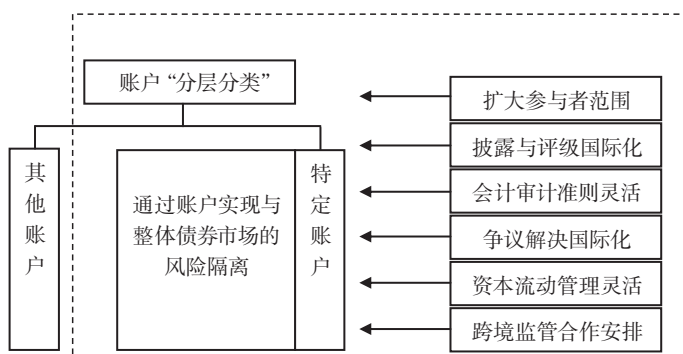 账户“分层分类”
其他账户
通过账户实现与
整体债券市场的
风险隔离
特定账户
扩大参与者范围
披露与评级国际化
会计审计准则灵活
争议解决国际化
资本流动管理灵活
跨境监管合作安排